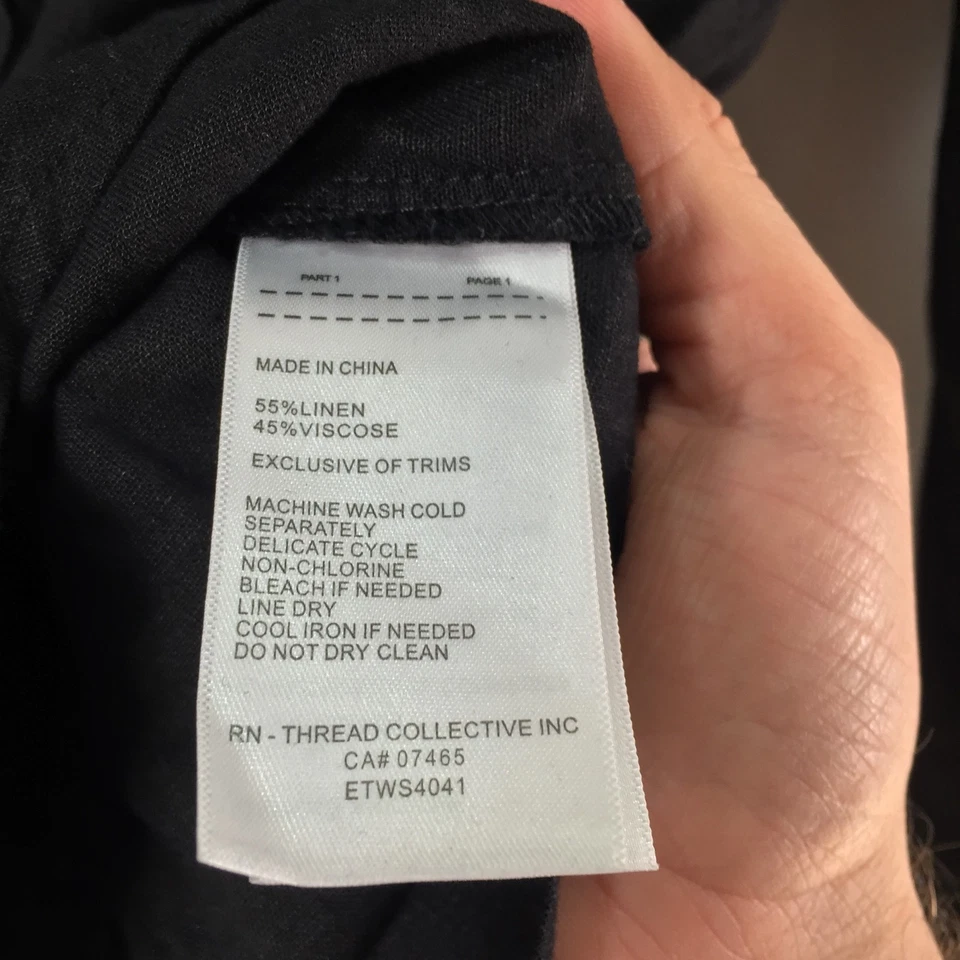 PART 1 PAGE 1
MADE IN CHINA
55%LINEN
45%VISCOSE
EXCLUSIVE OF TRIMS
MACHINE WASH COLD
SEPARATELY
DELICATE CYCLE
NON-CHLORINE
BLEACH IF NEEDED
LINE DRY
COOL IRON IF NEEDED
DO NOT DRY CLEAN
RN - THREAD COLLECTIVE INC
CA# 07465
ETWS4041